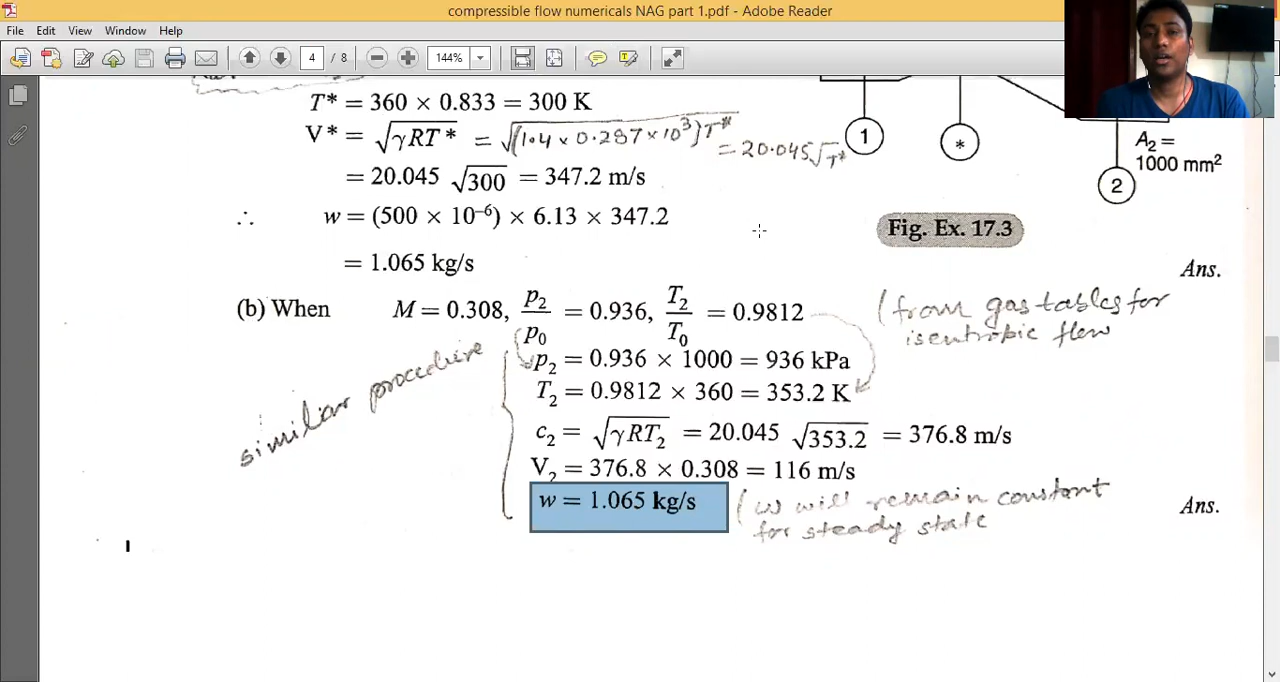 compressible flow numericals NAG part 1.pdf - Adobe Reader
File Edit View Window Help
4 / 8 144%
T* = 360 × 0.833 = 300 K
V* = √γRT* = √(1.4 × 0.287×10³)T*
= 20.045√T*
= 20.045 √300 = 347.2 m/s
∴ w = (500 × 10⁻⁶) × 6.13 × 347.2
= 1.065 kg/s
Ans.
1
*
2
A₂ =
1000 mm²
Fig. Ex. 17.3
(b) When M = 0.308, p₂/p₀ = 0.936, T₂/T₀ = 0.9812
(from gas tables for
isentropic flow
similar procedure
p₂ = 0.936 × 1000 = 936 kPa
T₂ = 0.9812 × 360 = 353.2 K
c₂ = √γRT₂ = 20.045 √353.2 = 376.8 m/s
V₂ = 376.8 × 0.308 = 116 m/s
w = 1.065 kg/s
(w will remain constant
for steady state
Ans.